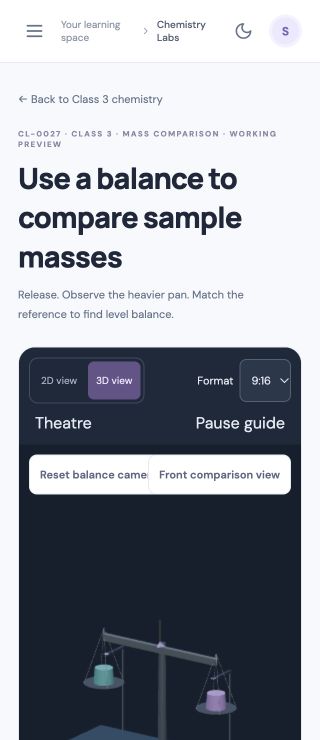 Your learning space
Chemistry Labs
S
← Back to Class 3 chemistry
CL-0027 · CLASS 3 · MASS COMPARISON · WORKING
PREVIEW
Use a balance to
compare sample
masses
Release. Observe the heavier pan. Match the
reference to find level balance.
2D view
3D view
Format
9:16
Theatre
Pause guide
Reset balance came
Front comparison view